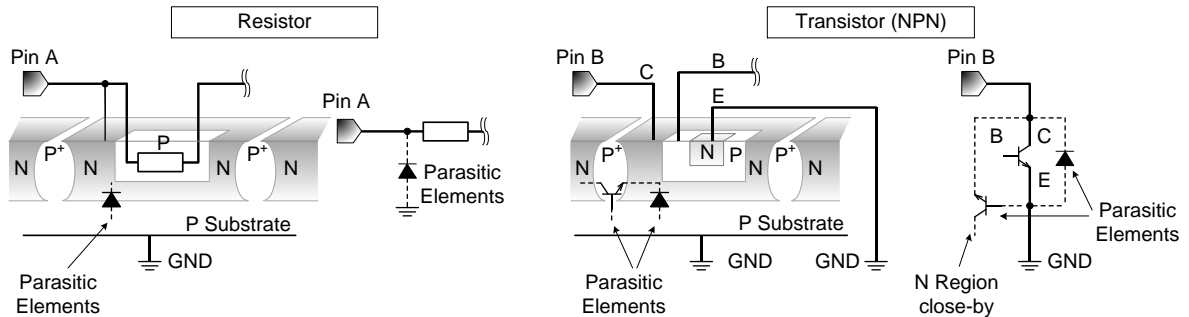 Resistor
Pin A
P
N
P+
N
P+
N
N
P Substrate
GND
Parasitic
Elements
Pin A
Parasitic
Elements
Transistor (NPN)
Pin B
C
B
E
N
P+
N
N
P
P+
N
N
P Substrate
GND
GND
Parasitic
Elements
Pin B
B
C
E
Parasitic
Elements
GND
N Region
close-by